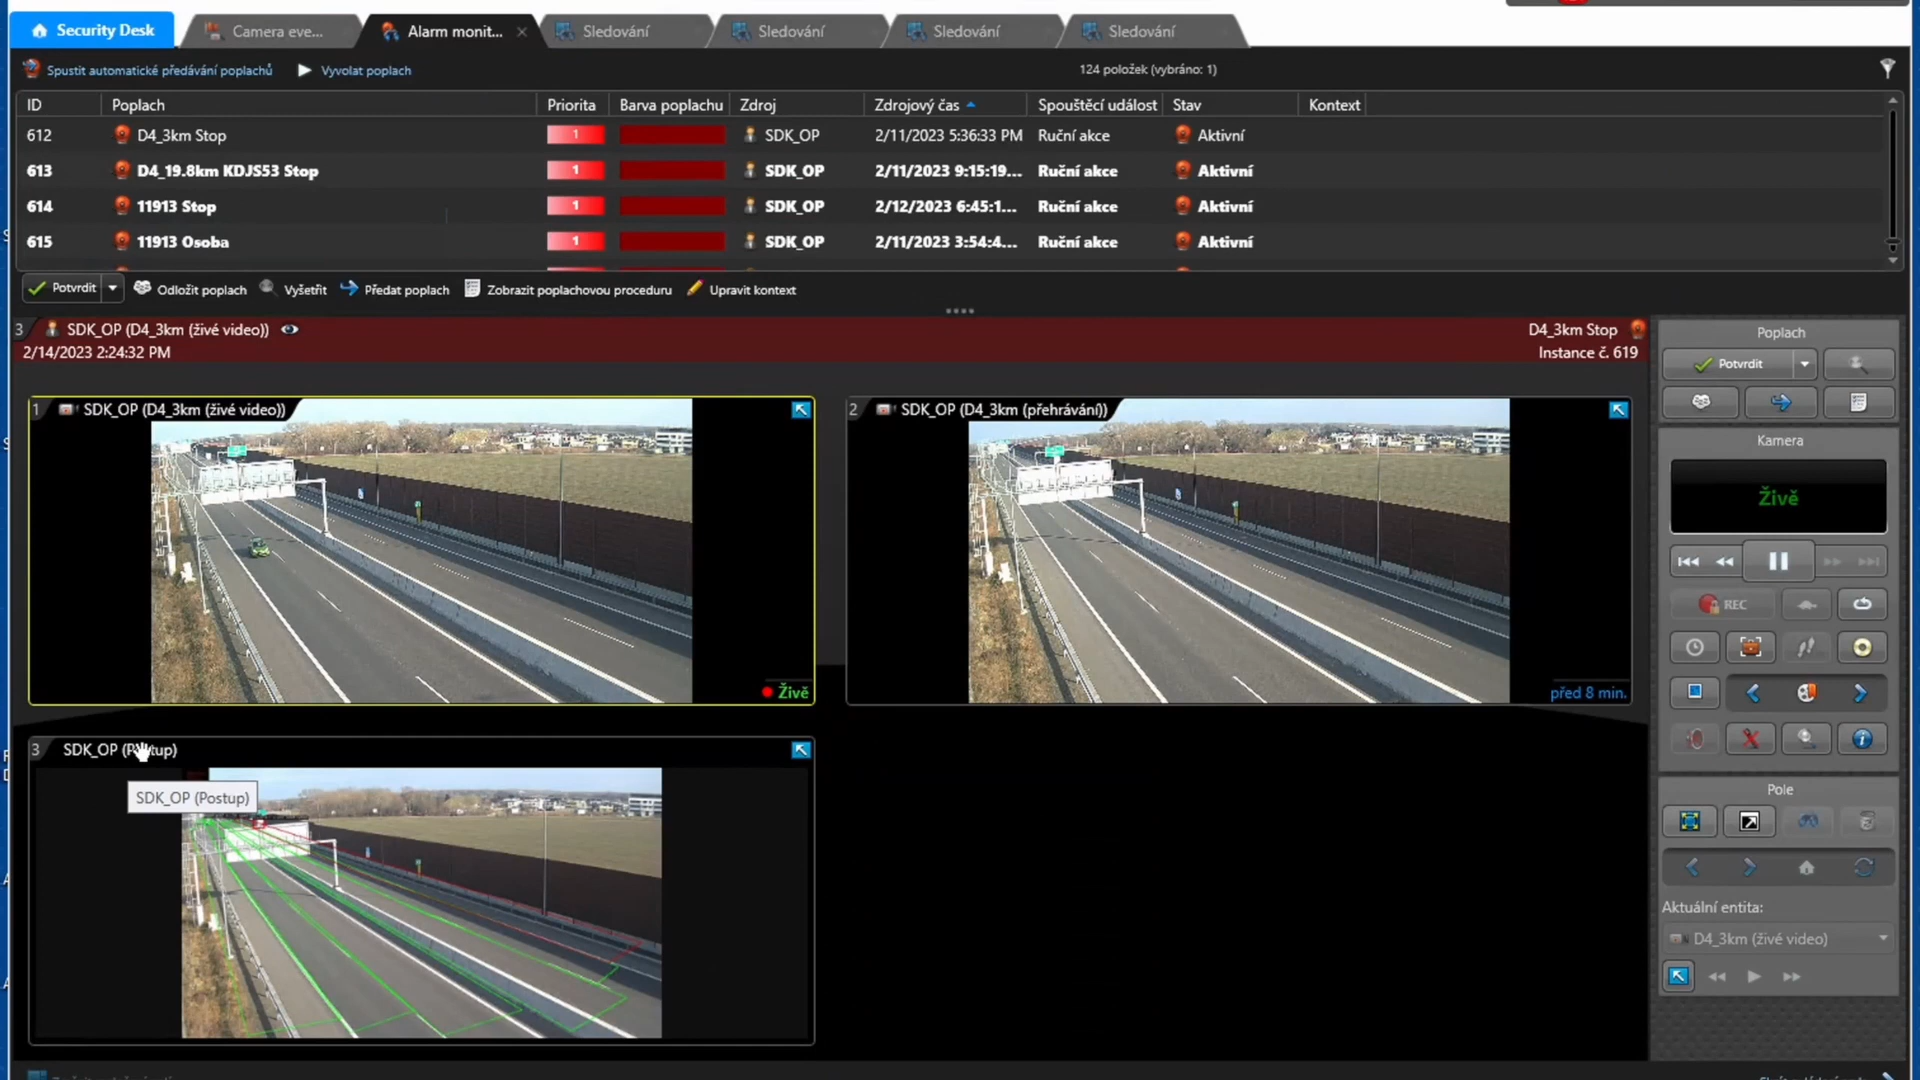 Security Desk
Camera eve...
Alarm monit...
Sledování
Sledování
Sledování
Sledování
Spustit automatické předávání poplachů
Vyvolat poplach
124 položek (vybráno: 1)
ID Poplach Priorita Barva poplachu Zdroj Zdrojový čas Spouštěcí událost Stav Kontext
612 D4_3km Stop 1 SDK_OP 2/11/2023 5:36:33 PM Ruční akce Aktivní
613 D4_19.8km KDJS53 Stop 1 SDK_OP 2/11/2023 9:15:19... Ruční akce Aktivní
614 11913 Stop 1 SDK_OP 2/12/2023 6:45:1... Ruční akce Aktivní
615 11913 Osoba 1 SDK_OP 2/11/2023 3:54:4... Ruční akce Aktivní
Potvrdit Odložit poplach Vyšetřit Předat poplach Zobrazit poplachovou proceduru Upravit kontext
3 SDK_OP (D4_3km (živé video))
2/14/2023 2:24:32 PM
D4_3km Stop
Instance č. 619
1 SDK_OP (D4_3km (živé video))
Živě
2 SDK_OP (D4_3km (přehrávání))
před 8 min.
3 SDK_OP (Postup)
SDK_OP (Postup)
Poplach
Potvrdit
Kamera
Živě
REC
Pole
Aktuální entita:
D4_3km (živé video)